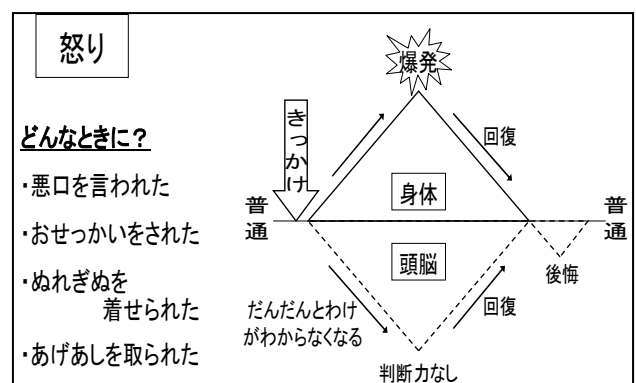 怒り
どんなときに？
・悪口を言われた
・おせっかいをされた
・ぬれぎぬを
着せられた
・あげあしを取られた
爆発
きっかけ
回復
身体
普通
普通
頭脳
後悔
だんだんとわけ
がわからなくなる
回復
判断力なし